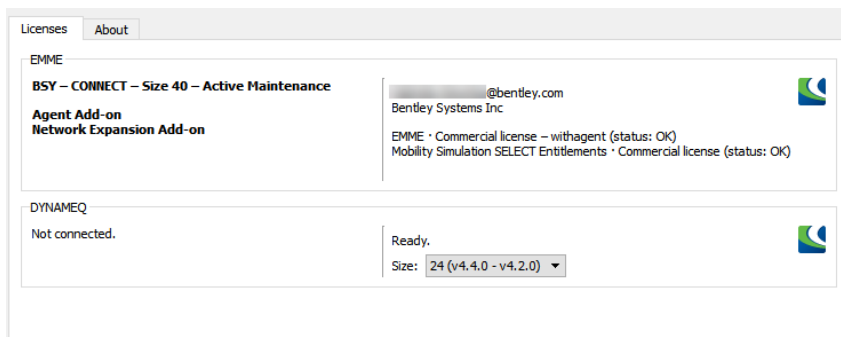 Licenses
About
EMME
BSY – CONNECT – Size 40 – Active Maintenance
Agent Add-on
Network Expansion Add-on
@bentley.com
Bentley Systems Inc
EMME · Commercial license – withagent (status: OK)
Mobility Simulation SELECT Entitlements · Commercial license (status: OK)
DYNAMEQ
Not connected.
Ready.
Size: 24 (v4.4.0 - v4.2.0)